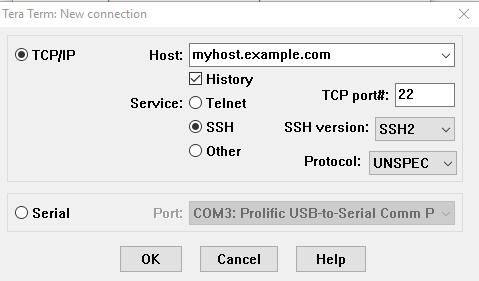 Tera Term: New connection
TCP/IP
Host: myhost.example.com
History
Service: Telnet
TCP port#: 22
SSH
SSH version: SSH2
Other
Protocol: UNSPEC
Serial
Port: COM3: Prolific USB-to-Serial Comm P
OK Cancel Help